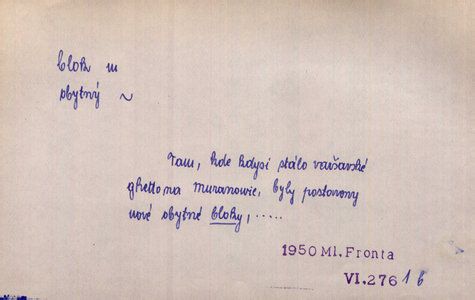 blok m
obytný ~
Tam, kde kdysi stálo varšavské
ghetto na Muranowie, byly postaveny
nové obytné bloky, .....
1950 Ml. Fronta
VI. 276 1 b